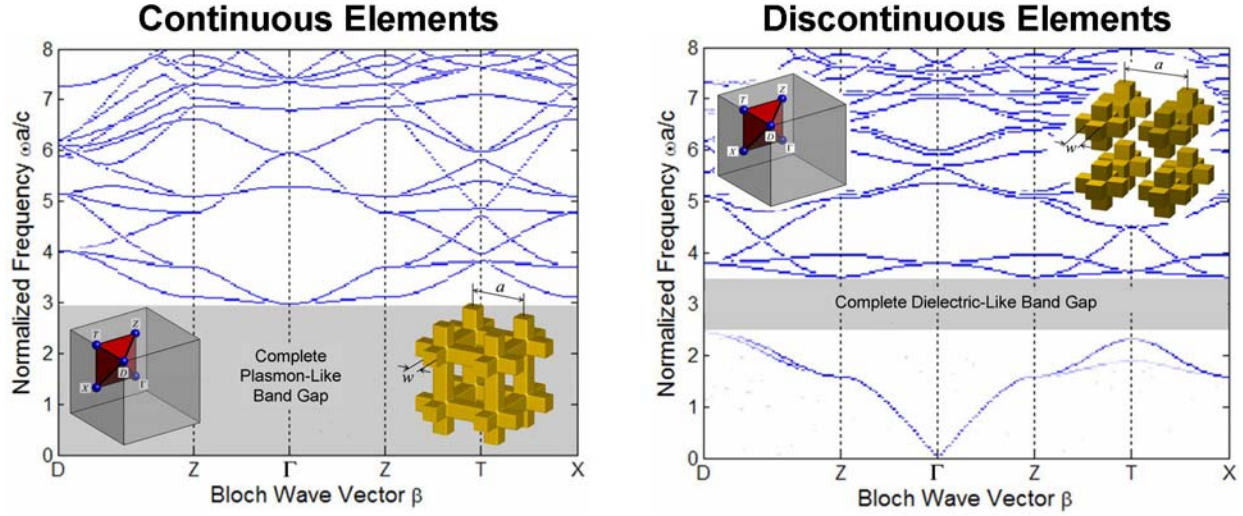 Continuous Elements
Normalized Frequency ωa/c
8
7
6
5
4
3
2
1
0
T
Z
D
X
Γ
Complete
Plasmon-Like
Band Gap
a
w
D
Z
Γ
Z
T
X
Bloch Wave Vector β
Discontinuous Elements
Normalized Frequency ωa/c
8
7
6
5
4
3
2
1
0
T
Z
D
X
Γ
a
w
Complete Dielectric-Like Band Gap
D
Z
Γ
Z
T
X
Bloch Wave Vector β